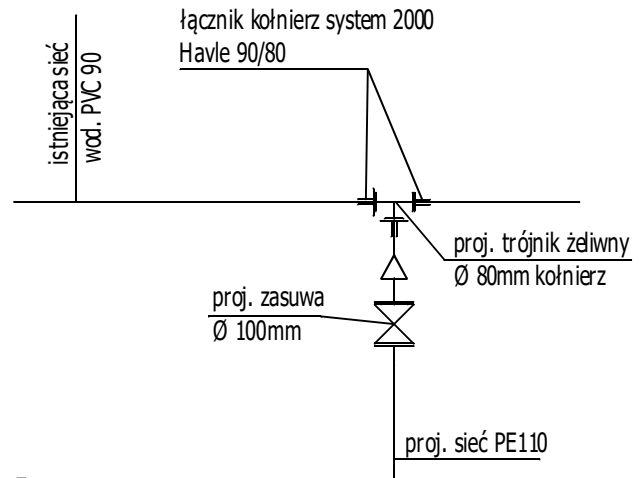 łącznik kołnierz system 2000
Havle 90/80
istniejąca sieć
wod. PVC 90
proj. trójnik żeliwny
Ø 80mm kołnierz
proj. zasuwa
Ø 100mm
proj. sieć PE110